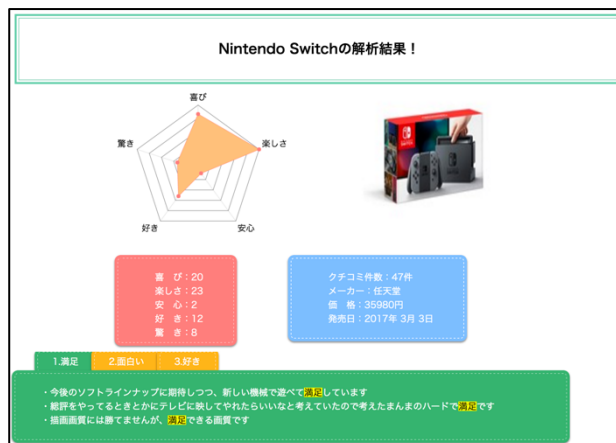 Nintendo Switchの解析結果！
喜び
驚き
楽しさ
好き
安心
喜　び：20
楽しさ：23
安　心：2
好　き：12
驚　き：8
クチコミ件数：47件
メーカー：任天堂
価　格：35980円
発売日：2017年 3月 3日
1.満足
2.面白い
3.好き
・今後のソフトラインナップに期待しつつ、新しい機械で遊べて満足しています
・総評をやってるときとかにテレビに映してやれたらいいなと考えていたので考えたまんまのハードで満足です
・描画画質には勝てませんが、満足できる画質です